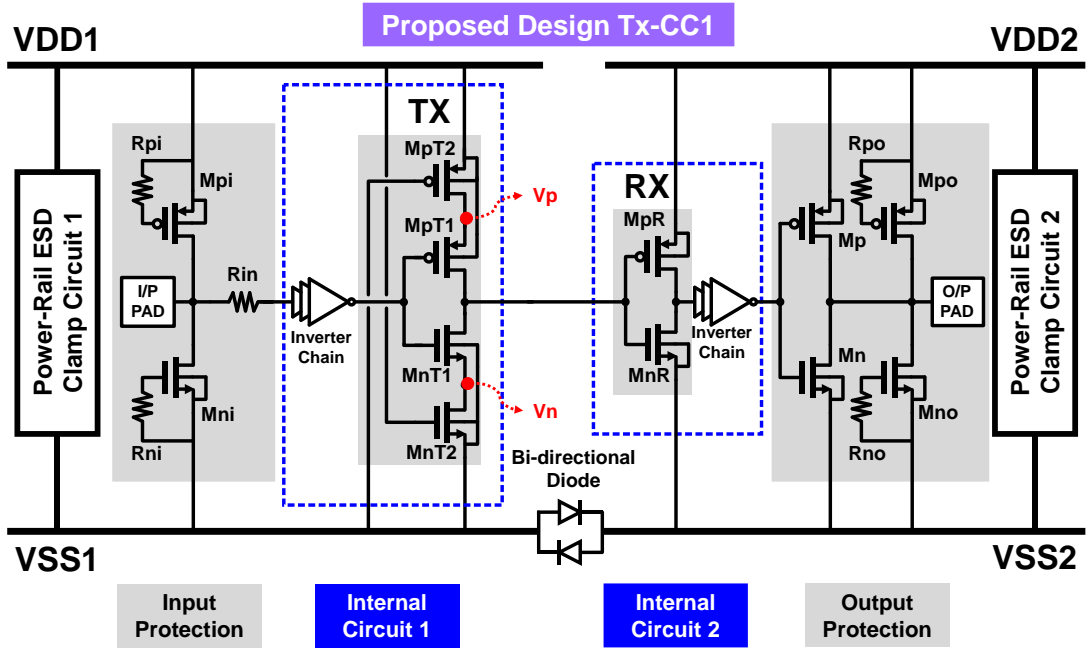 Proposed Design Tx-CC1
VDD1
VDD2
TX
Rpi
Mpi
MpT2
Vp
MpT1
RX
MpR
Rpo
Mpo
Mp
Power-Rail ESD
Clamp Circuit 1
I/P
PAD
Rin
Inverter
Chain
Inverter
Chain
O/P
PAD
Power-Rail ESD
Clamp Circuit 2
Mni
Rni
MnT1
Vn
MnT2
MnR
Mn
Mno
Rno
Bi-directional
Diode
VSS1
VSS2
Input
Protection
Internal
Circuit 1
Internal
Circuit 2
Output
Protection